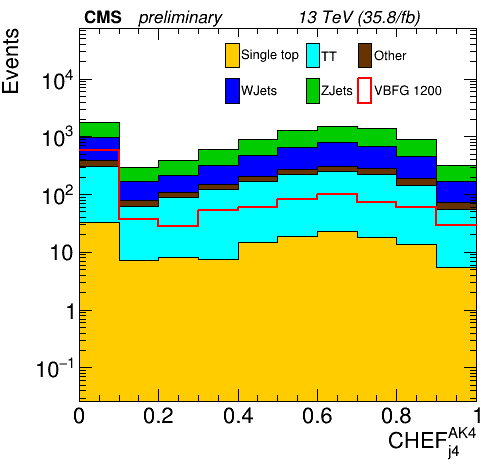 CMS preliminary 13 TeV (35.8/fb)
Events
Single top TT Other
WJets ZJets VBFG 1200
10⁴
10³
10²
10
1
10⁻¹
0 0.2 0.4 0.6 0.8 1
CHEF^AK4_j4